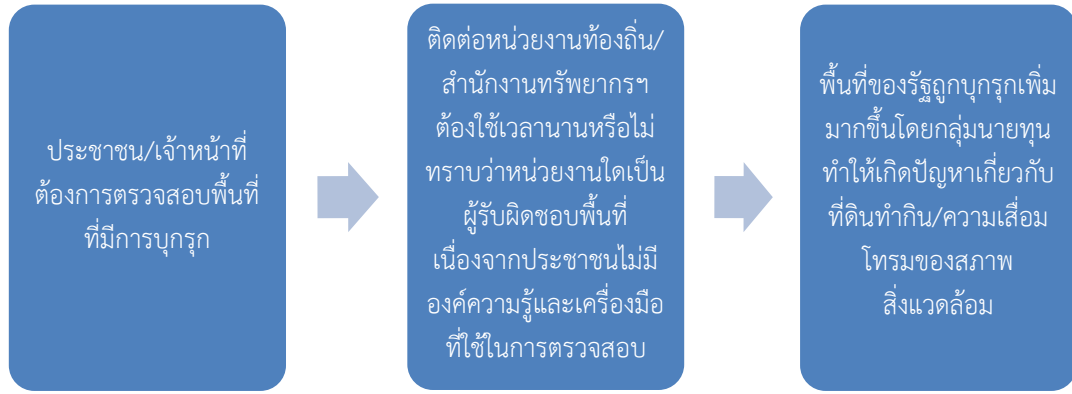 ประชาชน/เจ้าหน้าที่
ต้องการตรวจสอบพื้นที่
ที่มีการบุกรุก
ติดต่อหน่วยงานท้องถิ่น/
สำนักงานทรัพยากรฯ
ต้องใช้เวลานานหรือไม่
ทราบว่าหน่วยงานใดเป็น
ผู้รับผิดชอบพื้นที่
เนื่องจากประชาชนไม่มี
องค์ความรู้และเครื่องมือ
ที่ใช้ในการตรวจสอบ
พื้นที่ของรัฐถูกบุกรุกเพิ่ม
มากขึ้นโดยกลุ่มนายทุน
ทำให้เกิดปัญหาเกี่ยวกับ
ที่ดินทำกิน/ความเสื่อม
โทรมของสภาพ
สิ่งแวดล้อม